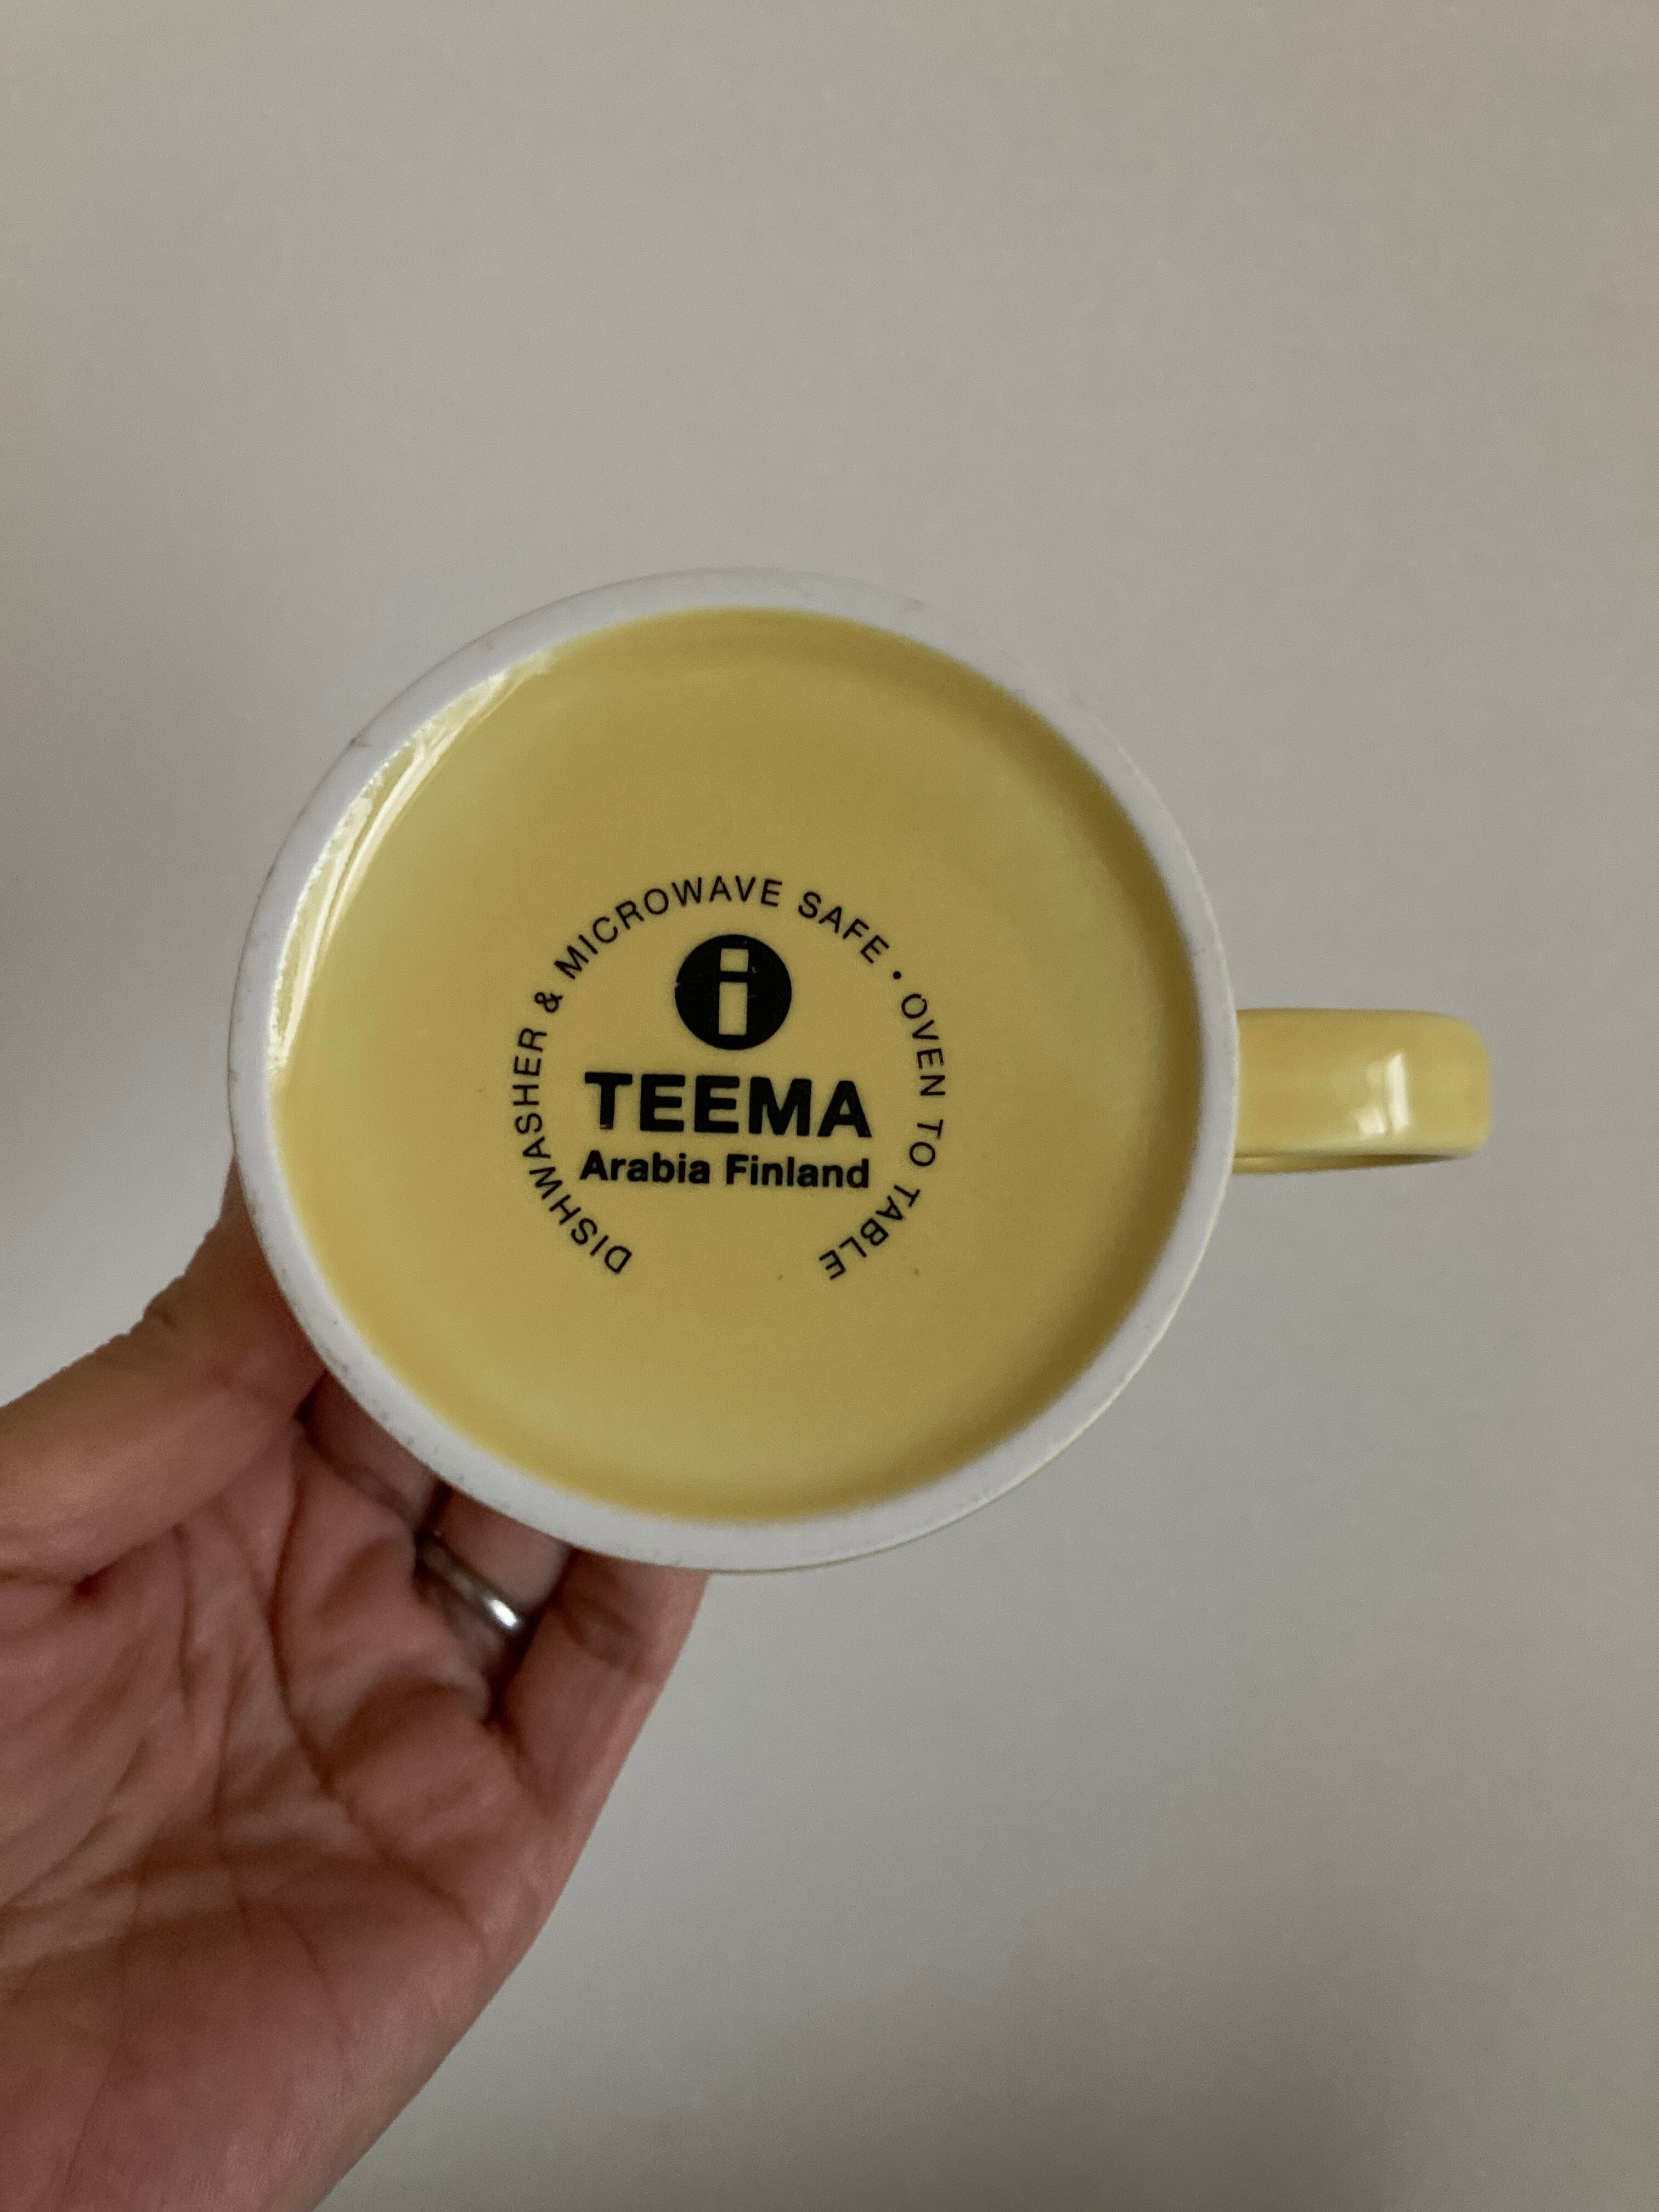 DISHWASHER & MICROWAVE SAFE • OVEN TO TABLE
i
TEEMA
Arabia Finland